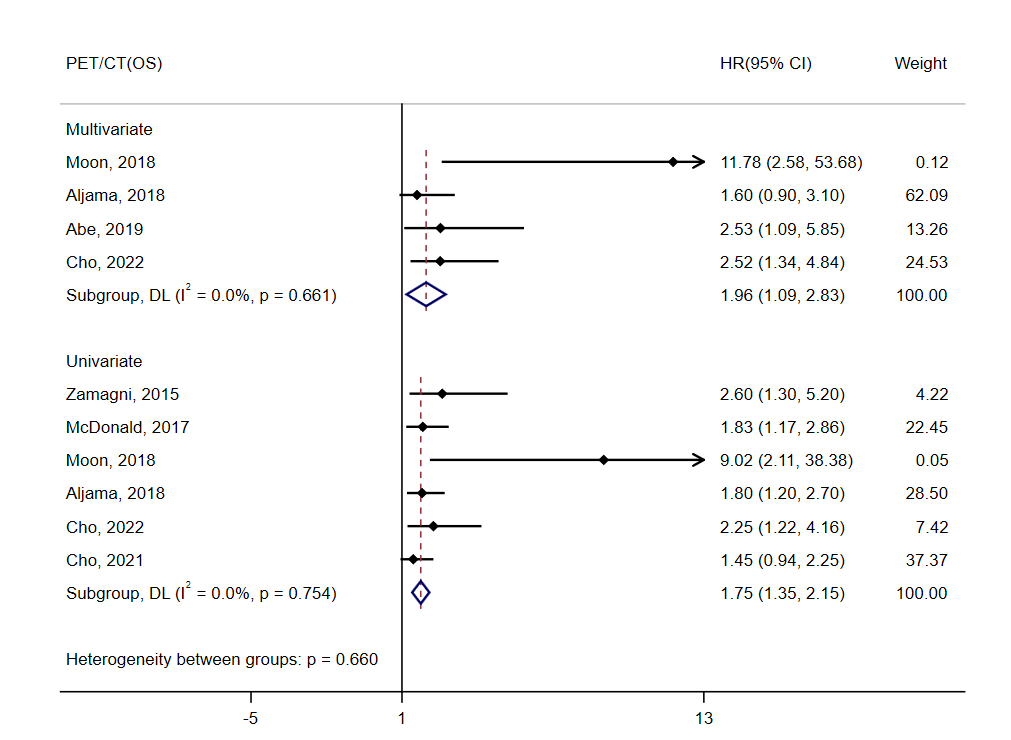 PET/CT(OS) HR(95% CI) Weight
Multivariate
Moon, 2018 11.78 (2.58, 53.68) 0.12
Aljama, 2018 1.60 (0.90, 3.10) 62.09
Abe, 2019 2.53 (1.09, 5.85) 13.26
Cho, 2022 2.52 (1.34, 4.84) 24.53
Subgroup, DL (I² = 0.0%, p = 0.661) 1.96 (1.09, 2.83) 100.00
Univariate
Zamagni, 2015 2.60 (1.30, 5.20) 4.22
McDonald, 2017 1.83 (1.17, 2.86) 22.45
Moon, 2018 9.02 (2.11, 38.38) 0.05
Aljama, 2018 1.80 (1.20, 2.70) 28.50
Cho, 2022 2.25 (1.22, 4.16) 7.42
Cho, 2021 1.45 (0.94, 2.25) 37.37
Subgroup, DL (I² = 0.0%, p = 0.754) 1.75 (1.35, 2.15) 100.00
Heterogeneity between groups: p = 0.660
-5 1 13